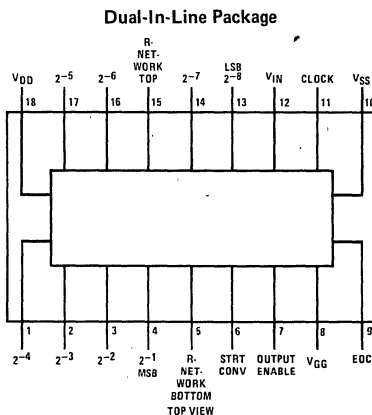 Dual-In-Line Package
VDD 2-5 2-6 R-NET-WORK TOP 2-7 LSB 2-8 VIN CLOCK VSS
18 17 16 15 14 13 12 11 10
1 2 3 4 5 6 7 8 9
2-4 2-3 2-2 2-1 MSB R-NET-WORK BOTTOM STRT CONV OUTPUT ENABLE VGG EOC
TOP VIEW